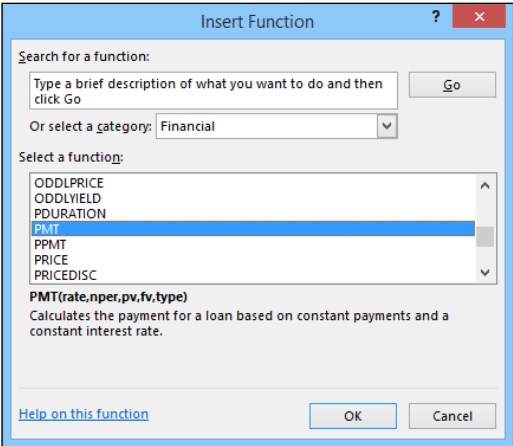 Insert Function
?
×
Search for a function:
Type a brief description of what you want to do and then
click Go
Go
Or select a category: Financial
Select a function:
ODDLPRICE
ODDLYIELD
PDURATION
PMT
PPMT
PRICE
PRICEDISC
PMT(rate,nper,pv,fv,type)
Calculates the payment for a loan based on constant payments and a
constant interest rate.
Help on this function
OK
Cancel